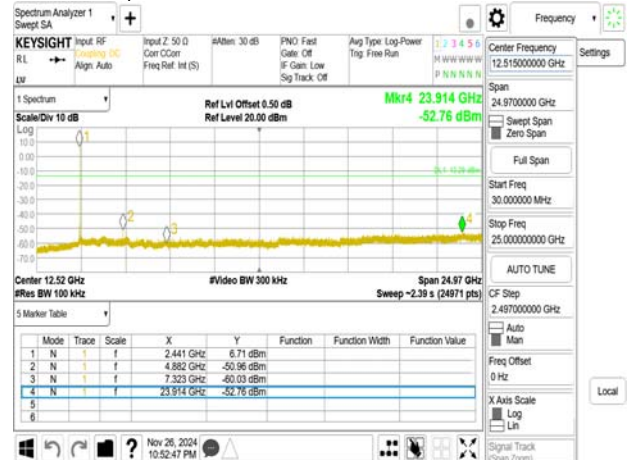 Spectrum Analyzer 1
Swept SA
+
Frequency
KEYSIGHT
Input: RF
Coupling: DC
Align: Auto
Input Z: 50 Ω
Corr CCorr
Freq Ref: Int (S)
#Atten: 30 dB
PNO: Fast
Gate: Off
IF Gain: Low
Sig Track: Off
Avg Type: Log-Power
Trig: Free Run
1 2 3 4 5 6
M W W W W W
P N N N N N
RL
Center Frequency
12.515000000 GHz
Settings
1 Spectrum
Scale/Div 10 dB
Ref Lvl Offset 0.50 dB
Ref Level 20.00 dBm
Mkr4 23.914 GHz
-52.76 dBm
Span
24.9700000 GHz
Swept Span
Zero Span
Full Span
Start Freq
30.000000 MHz
Stop Freq
25.000000000 GHz
AUTO TUNE
CF Step
2.497000000 GHz
Auto
Man
Freq Offset
0 Hz
X Axis Scale
Log
Lin
Local
Signal Track
(Span Zoom)
Log
10.0
0.00
-10.0
-20.0
-30.0
-40.0
-50.0
-60.0
-70.0
1
2
3
4
Center 12.52 GHz
#Video BW 300 kHz
Span 24.97 GHz
#Res BW 100 kHz
Sweep ~2.39 s (24971 pts)
5 Marker Table
Mode Trace Scale X Y Function Function Width Function Value
1 N 1 f 2.441 GHz 6.71 dBm
2 N 1 f 4.882 GHz -50.96 dBm
3 N 1 f 7.323 GHz -60.03 dBm
4 N 1 f 23.914 GHz -52.76 dBm
5
6
?
Nov 26, 2024
10:52:47 PM